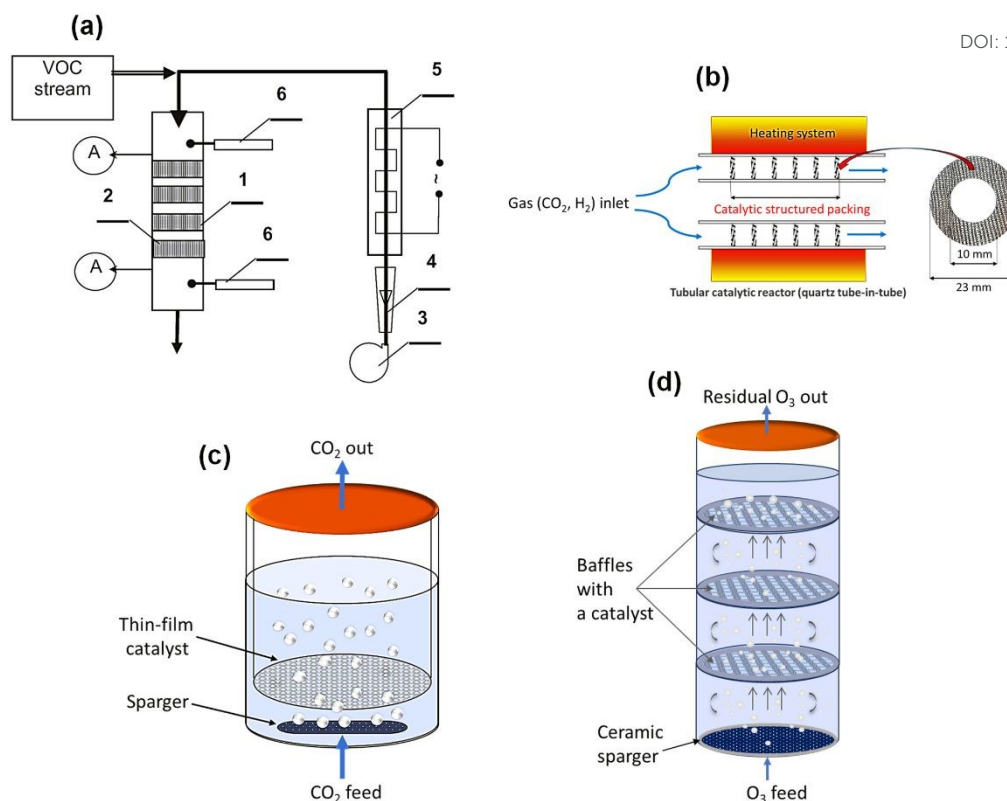 (a)
VOC
stream
5
6
A
2
1
6
A
4
3
~
DOI: 1
(b)
Heating system
Gas (CO₂, H₂) inlet
Catalytic structured packing
10 mm
23 mm
Tubular catalytic reactor (quartz tube-in-tube)
(c)
CO₂ out
Thin-film
catalyst
Sparger
CO₂ feed
(d)
Residual O₃ out
Baffles
with
a catalyst
Ceramic
sparger
O₃ feed